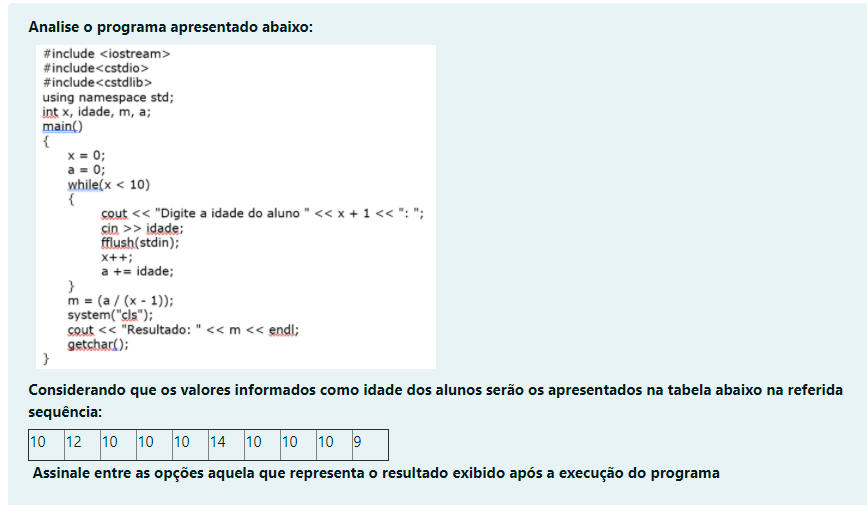 Analise o programa apresentado abaixo:
#include <iostream>
#include<cstdio>
#include<cstdlib>
using namespace std;
int x, idade, m, a;
main()
{
x = 0;
a = 0;
while(x < 10)
{
cout << "Digite a idade do aluno " << x + 1 << ": ";
cin >> idade;
fflush(stdin);
x++;
a += idade;
}
m = (a / (x - 1));
system("cls");
cout << "Resultado: " << m << endl;
getchar();
}
Considerando que os valores informados como idade dos alunos serão os apresentados na tabela abaixo na referida
sequência:
10 12 10 10 10 14 10 10 10 9
Assinale entre as opções aquela que representa o resultado exibido após a execução do programa